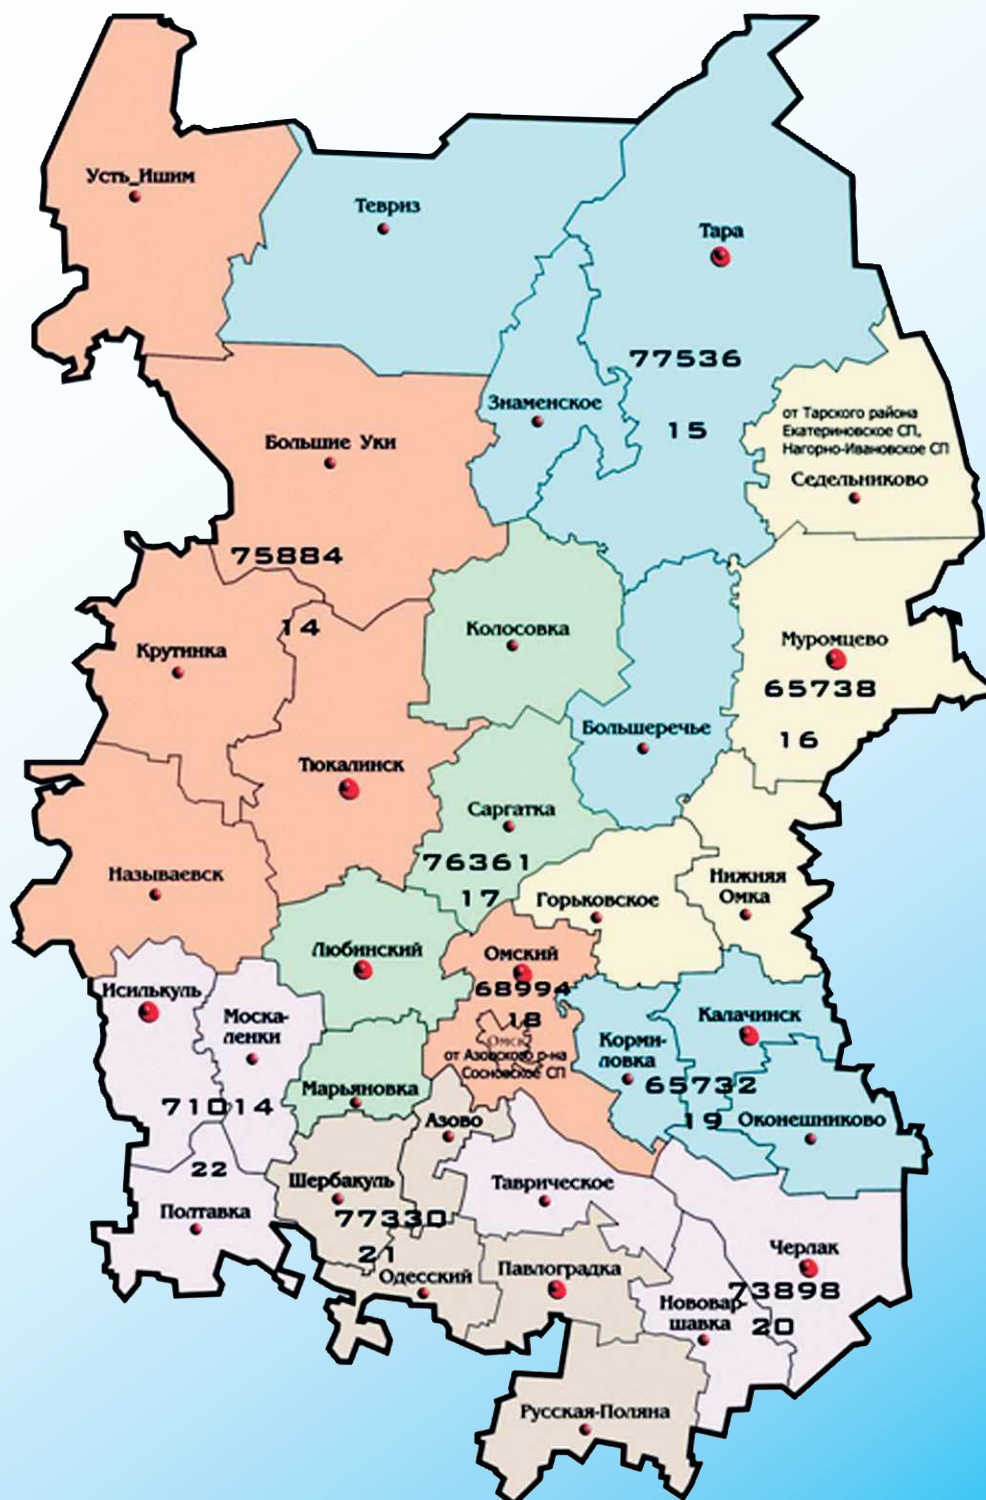 Усть_Ишим
Тевриз
Тара
77536
15
Знаменское
от Тарского района
Екатериновское СП,
Нагорно-Ивановское СП
Седельниково
Большие Уки
75884
14
Крутинка
Колосовка
Муромцево
65738
16
Большеречье
Тюкалинск
Саргатка
76361
17
Называевск
Горьковское
Нижняя
Омка
Любинский
Омский
68994
18
Омск
от Азовского р-на
Сосновское СП
Исилькуль
Моска-
ленки
71014
22
Калачинск
Корми-
ловка
65732
19
Оконешниково
Марьяновка
Азово
Шербакуль
77330
21
Таврическое
Полтавка
Одесский
Павлоградка
Черлак
73898
20
Нововар-
шавка
Русская-Поляна